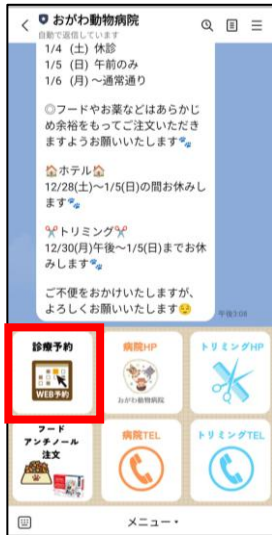 おがわ動物病院
自動で返信しています
1/4 (土) 休診
1/5 (日) 午前のみ
1/6 (月) ～通常通り
◎フードやお薬などはあらかじ
め余裕をもってご注文いただき
ますようお願いいたします🐾
🏠ホテル🏠
12/28(土)～1/5(日)の間お休みし
ます🐾
✂トリミング✂
12/30(月)午後～1/5(日)までお休
みします🐾
ご不便をおかけいたしますが、
よろしくお願いいたします😌
午後3:08
診療予約
WEB予約
病院HP
おがわ動物病院
トリミングHP
フード
アンチノール
注文
病院TEL
トリミングTEL
メニュー▾